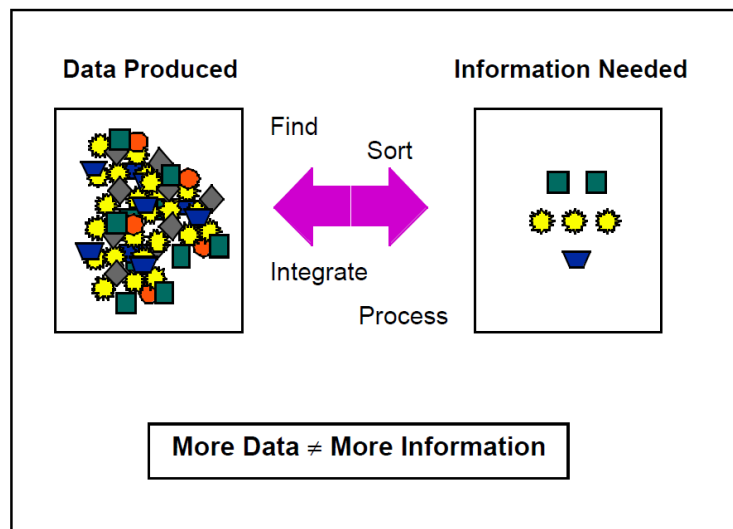 Data Produced
Information Needed
Find
Sort
Integrate
Process
More Data ≠ More Information